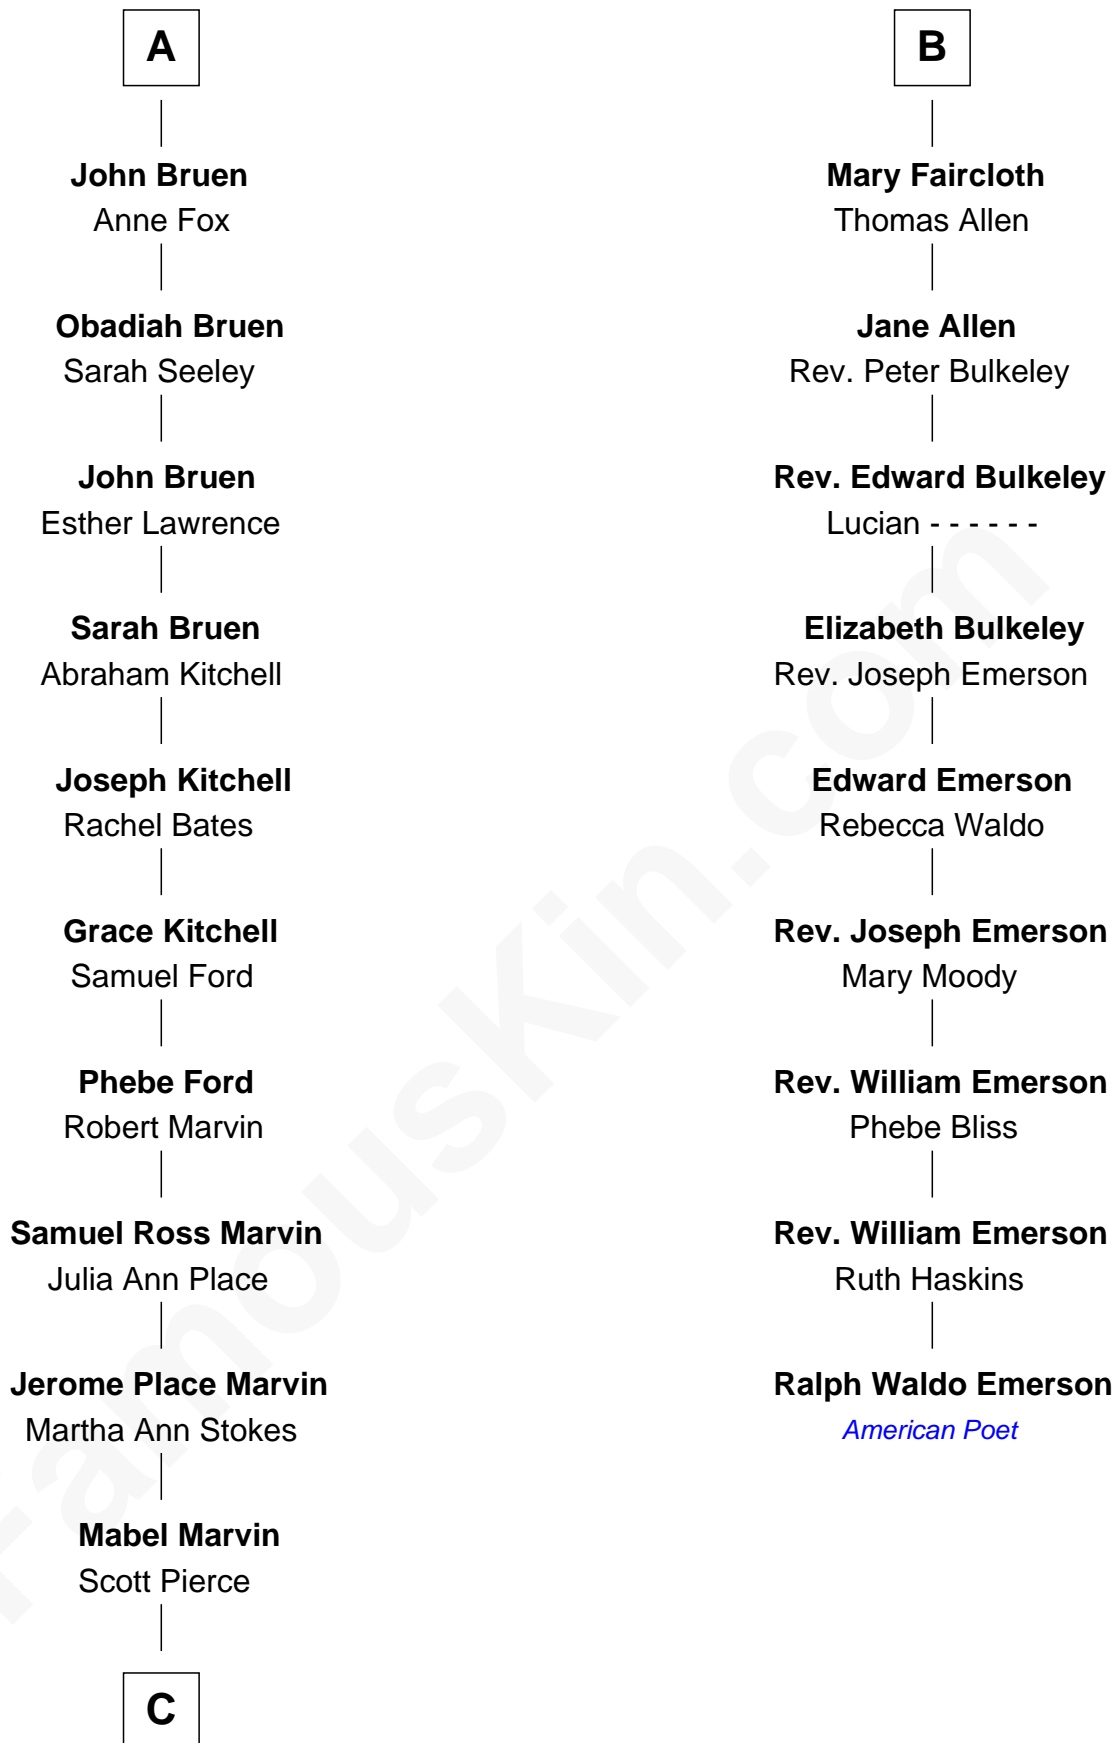 A
John Bruen
Anne Fox
Obadiah Bruen
Sarah Seeley
John Bruen
Esther Lawrence
Sarah Bruen
Abraham Kitchell
Joseph Kitchell
Rachel Bates
Grace Kitchell
Samuel Ford
Phebe Ford
Robert Marvin
Samuel Ross Marvin
Julia Ann Place
Jerome Place Marvin
Martha Ann Stokes
Mabel Marvin
Scott Pierce
C
B
Mary Faircloth
Thomas Allen
Jane Allen
Rev. Peter Bulkeley
Rev. Edward Bulkeley
Lucian - - - - - -
Elizabeth Bulkeley
Rev. Joseph Emerson
Edward Emerson
Rebecca Waldo
Rev. Joseph Emerson
Mary Moody
Rev. William Emerson
Phebe Bliss
Rev. William Emerson
Ruth Haskins
Ralph Waldo Emerson
American Poet
FamousKin.com